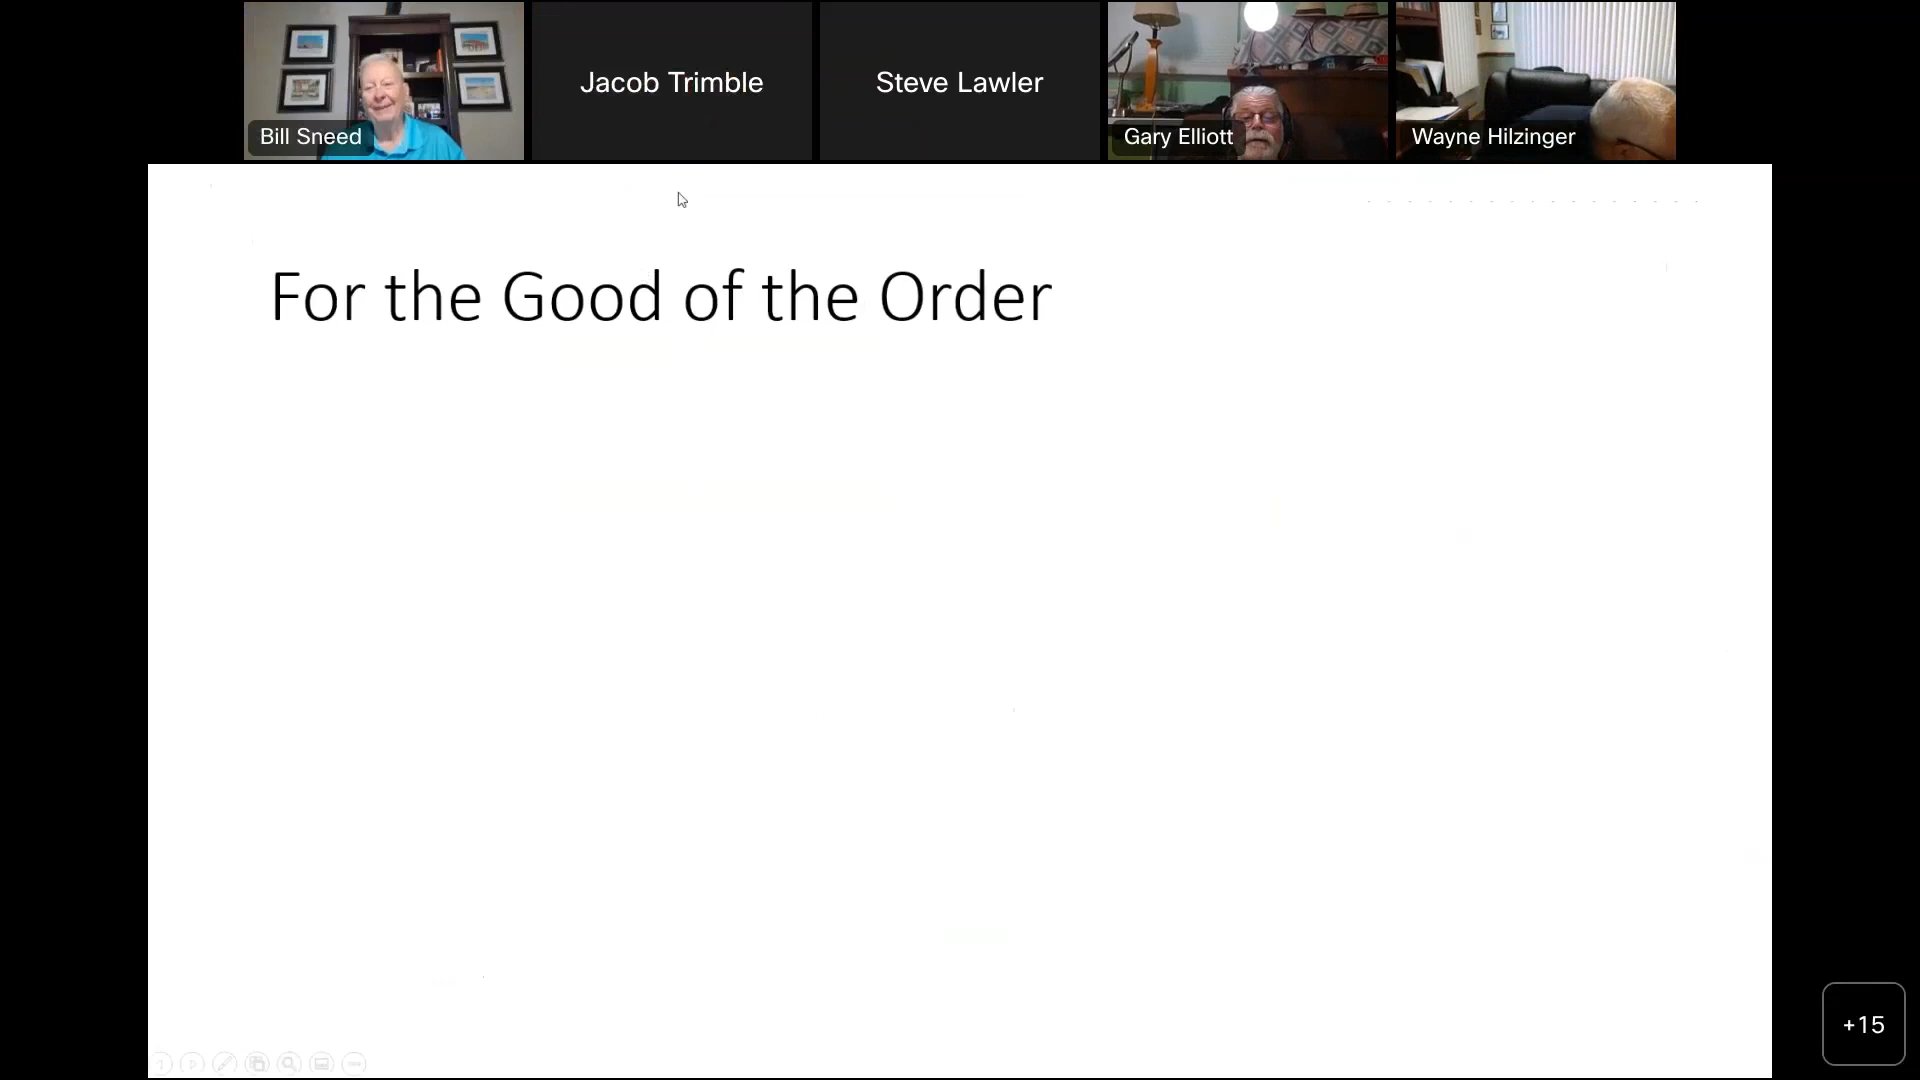 Jacob Trimble
Steve Lawler
Bill Sneed
Gary Elliott
Wayne Hilzinger
For the Good of the Order
+15